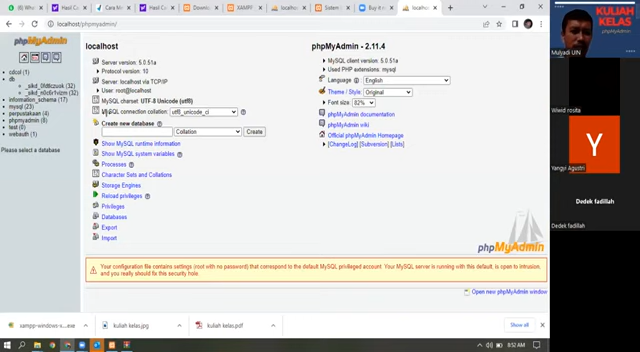 localhost/phpmyadmin/
phpMyAdmin
cdcol (1)
db
information_schema (17)
mysql (23)
perpustakaan (4)
phpmyadmin (8)
test (0)
webauth (1)
Please select a database
localhost
Server version: 5.0.51a
Protocol version: 10
Server: localhost via TCP/IP
User: root@localhost
MySQL charset: UTF-8 Unicode (utf8)
MySQL connection collation: utf8_unicode_ci
Create new database
Collation
Create
Show MySQL runtime information
Show MySQL system variables
Processes
Character Sets and Collations
Storage Engines
Reload privileges
Privileges
Databases
Export
Import
phpMyAdmin - 2.11.4
MySQL client version: 5.0.51a
Used PHP extensions: mysql
Language : English
Theme / Style: Original
Font size: 82%
phpMyAdmin documentation
phpMyAdmin wiki
Official phpMyAdmin Homepage
[ChangeLog] [Subversion] [Lists]
phpMyAdmin
Your configuration file contains settings (root with no password) that correspond to the default MySQL privileged account. Your MySQL server is running with this default, is open to intrusion,
and you really should fix this security hole.
Open new phpMyAdmin window
xampp-windows-x....exe
kuliah kelas.jpg
kuliah kelas.pdf
Show all
8:52 AM
KULIAH
KELAS
Mulyadi UIN
Wiwid rosita
Y
Yangyi Agustri
Dedek fadillah
Dedek fadillah